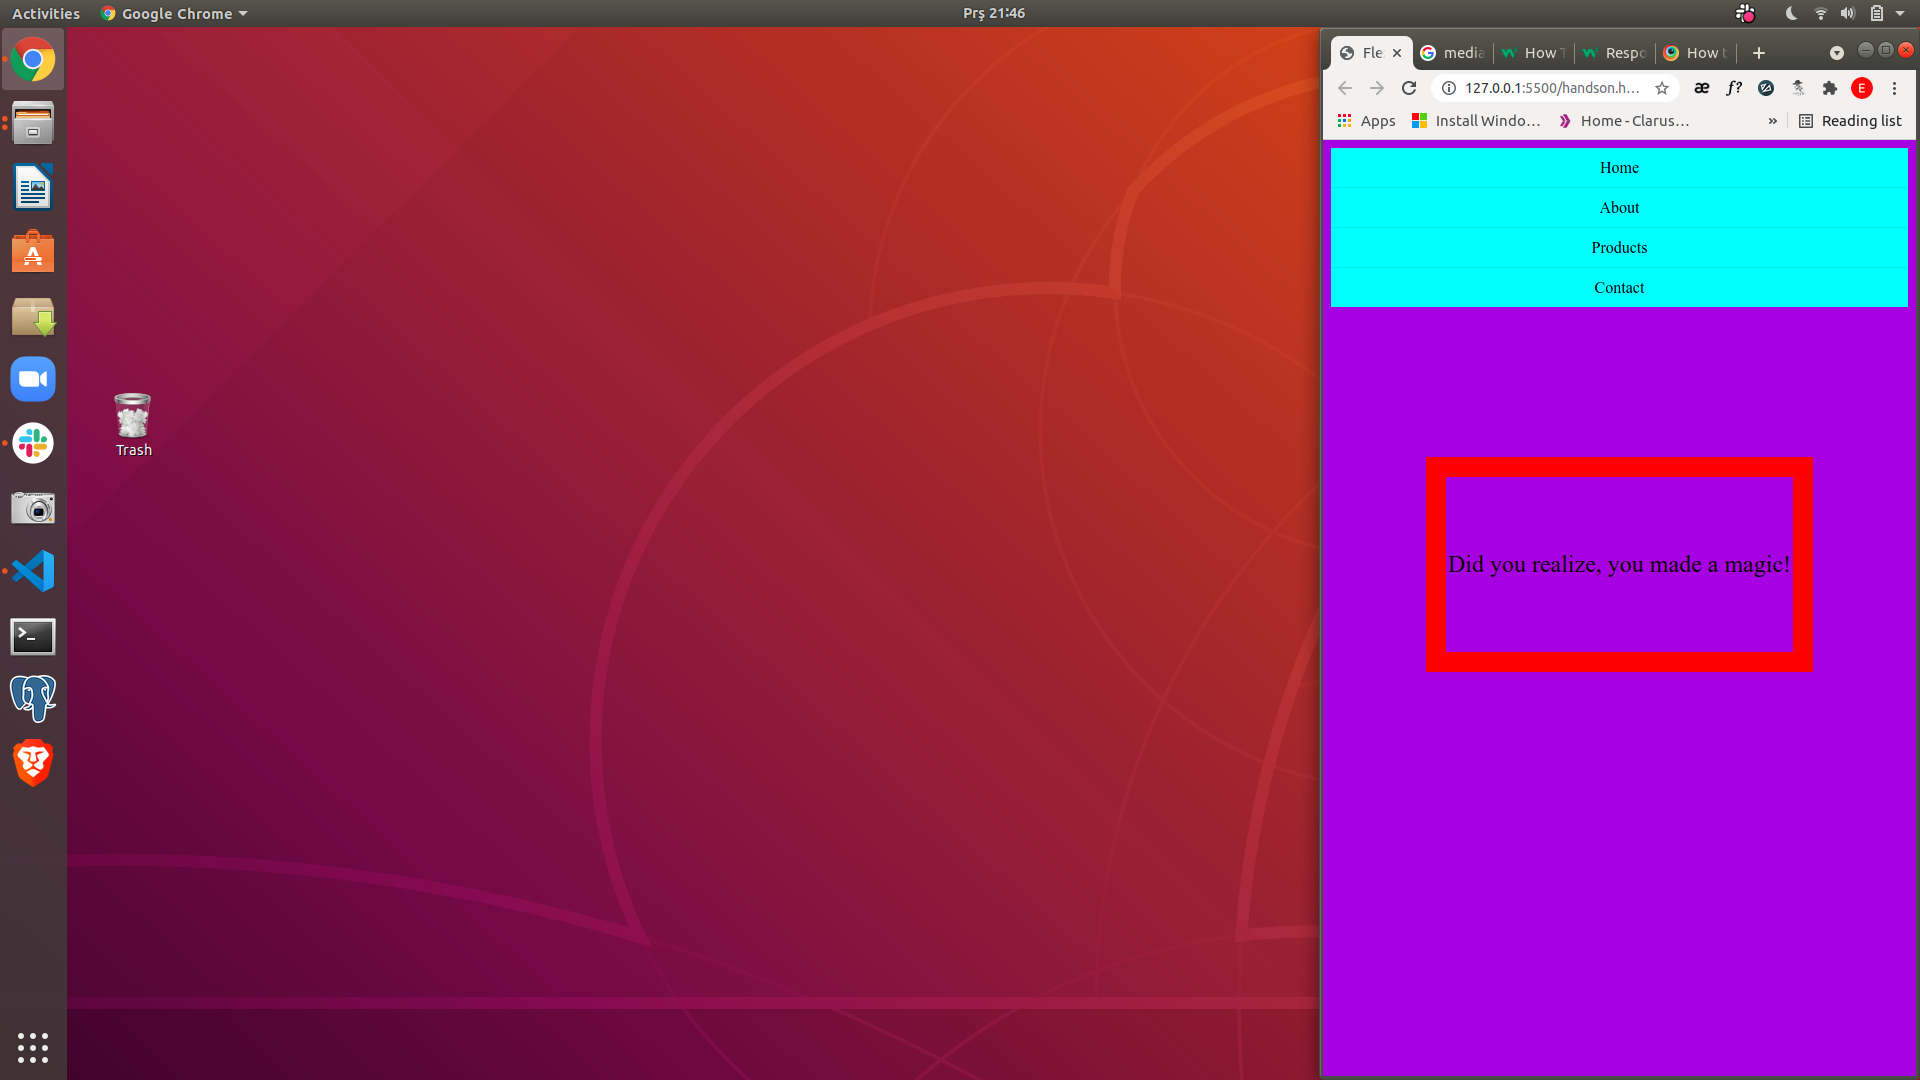 Activities
Google Chrome
Prş 21:46
Trash
Fle
media
How T
Respo
How t
127.0.0.1:5500/handson.h...
æ
f?
E
Apps
Install Windo...
Home - Clarus...
»
Reading list
Home
About
Products
Contact
Did you realize, you made a magic!